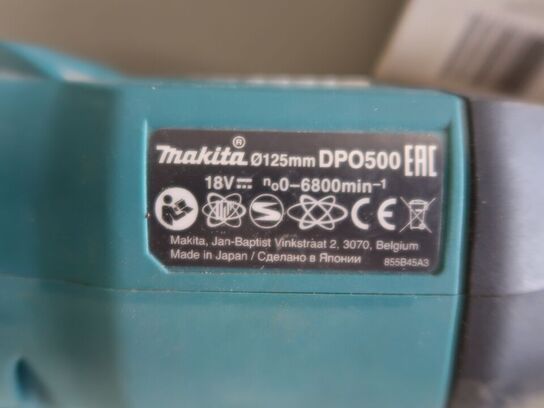 makita® Ø125mm DPO500 EAC
18V⎓ n₀0-6800min⁻¹
CE
Makita, Jan-Baptist Vinkstraat 2, 3070, Belgium
Made in Japan / Сделано в Японии 855B45A3